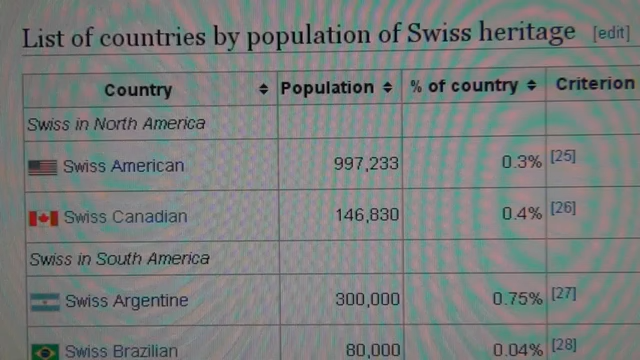 List of countries by population of Swiss heritage [edit]
Country Population % of country Criterion
Swiss in North America
Swiss American 997,233 0.3% [25]
Swiss Canadian 146,830 0.4% [26]
Swiss in South America
Swiss Argentine 300,000 0.75% [27]
Swiss Brazilian 80,000 0.04% [28]